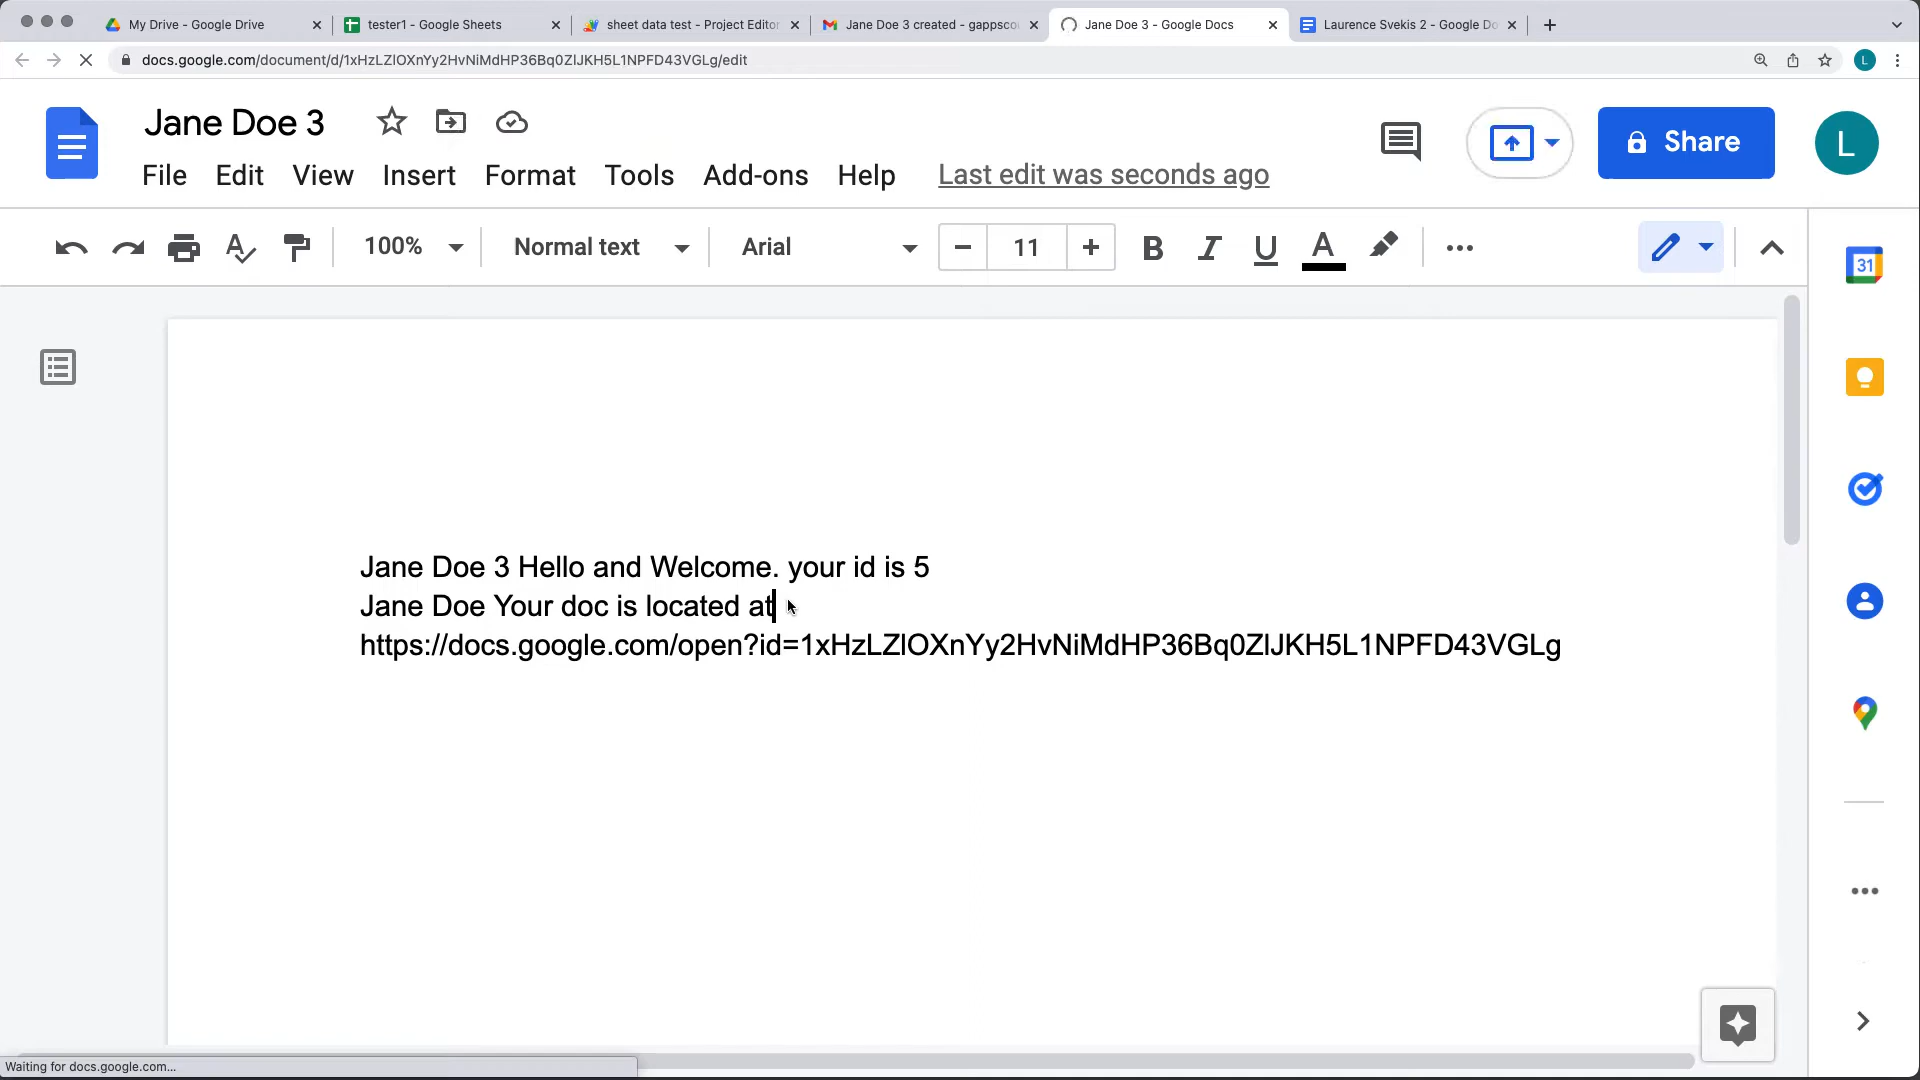 My Drive - Google Drive
tester1 - Google Sheets
sheet data test - Project Editor
Jane Doe 3 created - gappscou
Jane Doe 3 - Google Docs
Laurence Svekis 2 - Google Do
docs.google.com/document/d/1xHzLZlOXnYy2HvNiMdHP36Bq0ZlJKH5L1NPFD43VGLg/edit
L
Jane Doe 3
Share
L
File Edit View Insert Format Tools Add-ons Help Last edit was seconds ago
100% Normal text Arial 11 B I U A
31
Jane Doe 3 Hello and Welcome. your id is 5
Jane Doe Your doc is located at
https://docs.google.com/open?id=1xHzLZlOXnYy2HvNiMdHP36Bq0ZlJKH5L1NPFD43VGLg
Waiting for docs.google.com...